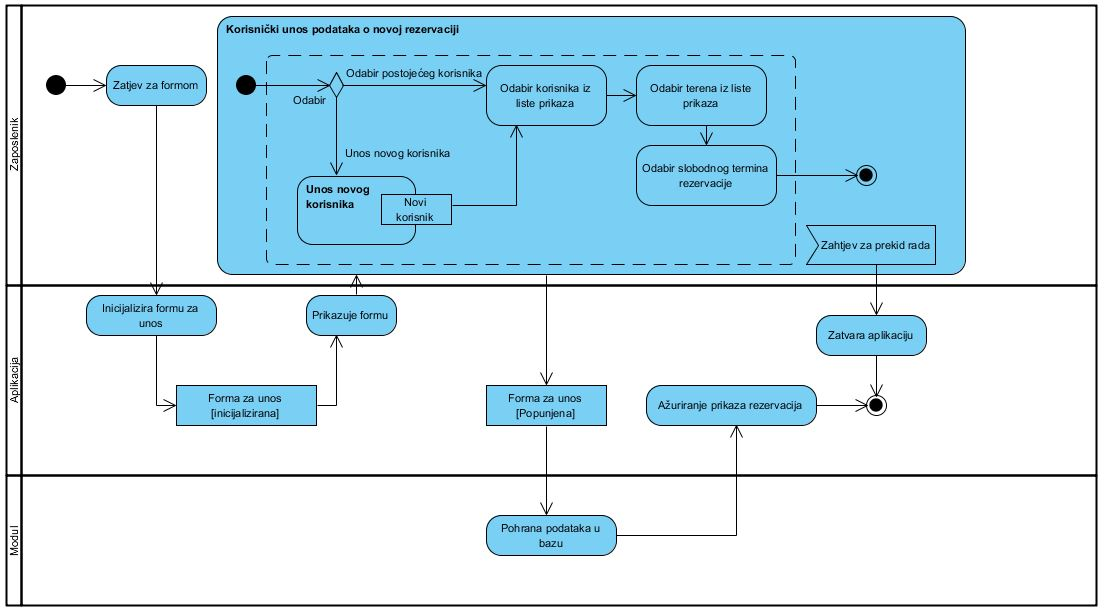 Zaposlenik
Zatjev za formom
Korisnički unos podataka o novoj rezervaciji
Odabir
Odabir postojećeg korisnika
Unos novog korisnika
Unos novog
korisnika
Novi
korisnik
Odabir korisnika iz
liste prikaza
Odabir terena iz liste
prikaza
Odabir slobodnog termina
rezervacije
Zahtjev za prekid rada
Aplikacija
Inicijalizira formu za
unos
Prikazuje formu
Forma za unos
[inicijalizirana]
Forma za unos
[Popunjena]
Zatvara aplikaciju
Ažuriranje prikaza rezervacija
Modul
Pohrana podataka u
bazu